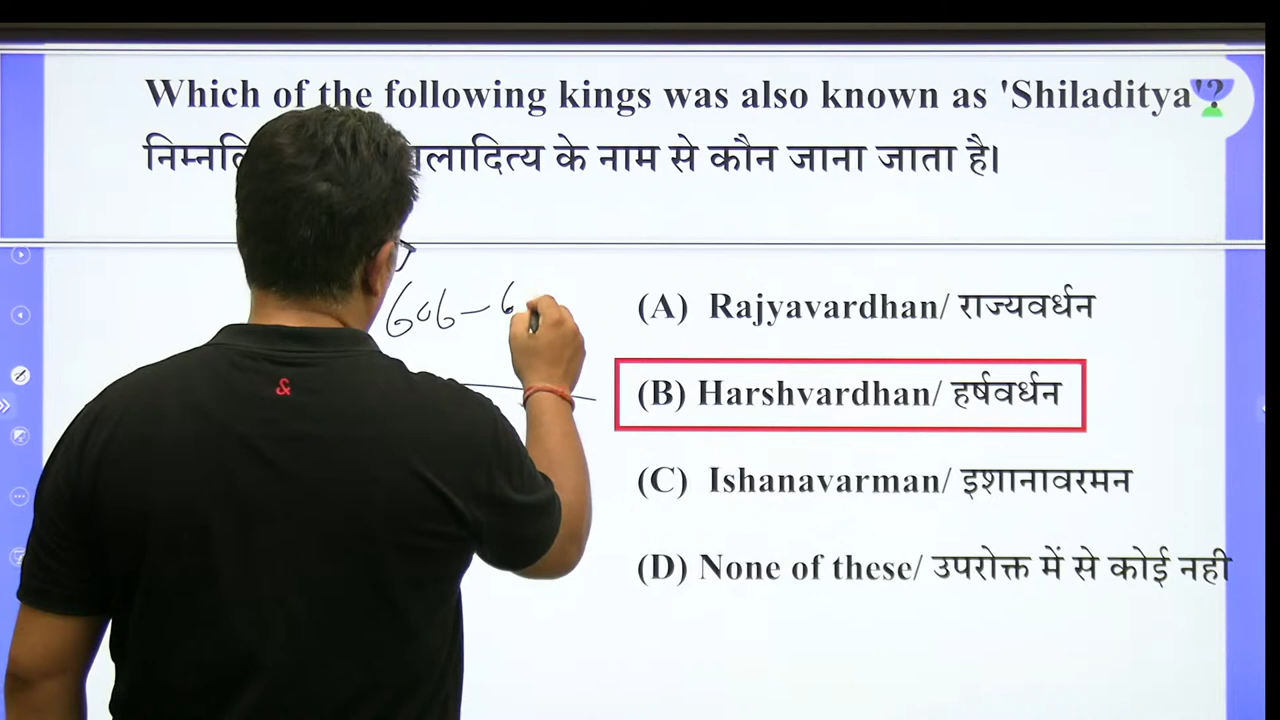 Which of the following kings was also known as 'Shiladitya'?
के नाम से कौन जाना जाता है।
606-6
(A) Rajyavardhan/ राज्यवर्धन
(B) Harshvardhan/ हर्षवर्धन
(C) Ishanavarman/ इशानावरमन
(D) None of these/ उपरोक्त में से कोई नही
&